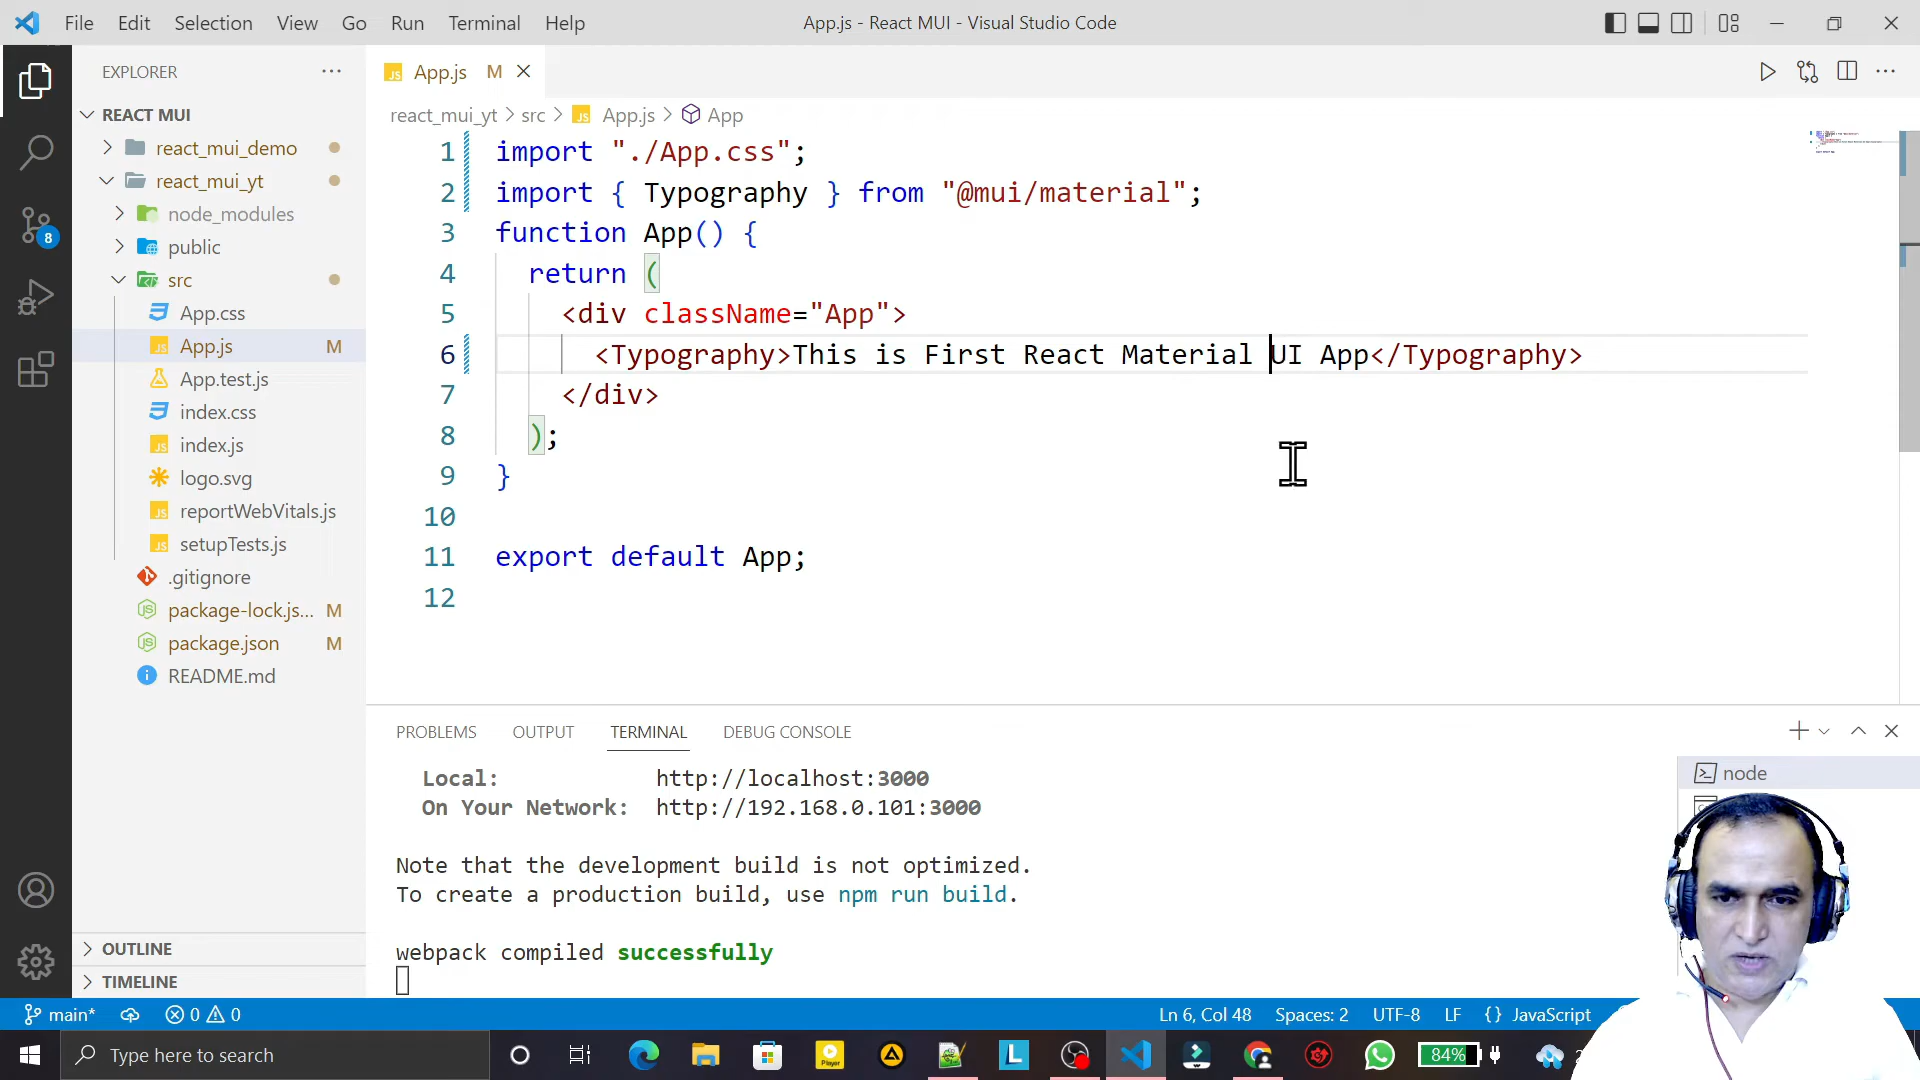 File Edit Selection View Go Run Terminal Help App.js - React MUI - Visual Studio Code
EXPLORER
REACT MUI
react_mui_demo
react_mui_yt
node_modules
public
src
App.css
App.js M
App.test.js
index.css
index.js
logo.svg
reportWebVitals.js
setupTests.js
.gitignore
package-lock.js... M
package.json M
README.md
OUTLINE
TIMELINE
8
App.js M
react_mui_yt > src > App.js > App
1 import "./App.css";
2 import { Typography } from "@mui/material";
3 function App() {
4 return (
5 <div className="App">
6 <Typography>This is First React Material UI App</Typography>
7 </div>
8 );
9 }
10
11 export default App;
12
PROBLEMS OUTPUT TERMINAL DEBUG CONSOLE
Local: http://localhost:3000
On Your Network: http://192.168.0.101:3000
Note that the development build is not optimized.
To create a production build, use npm run build.
webpack compiled successfully
node
main* 0 0 Ln 6, Col 48 Spaces: 2 UTF-8 LF {} JavaScript
Type here to search 84%